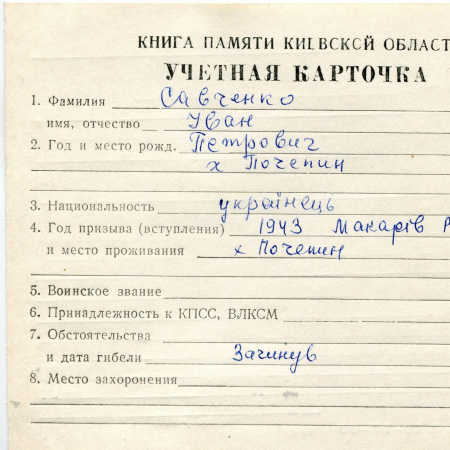 КНИГА ПАМЯТИ КИЕВСКОЙ ОБЛАСТ
УЧЕТНАЯ КАРТОЧКА
1. Фамилия Савченко
имя, отчество Іван
2. Год и место рожд. Петрович
х Почепин
3. Национальность українець
4. Год призыва (вступления) 1943 Макарів Р
и место проживания х Почепин
5. Воинское звание
6. Принадлежность к КПСС, ВЛКСМ
7. Обстоятельства
и дата гибели Загинув
8. Место захоронения